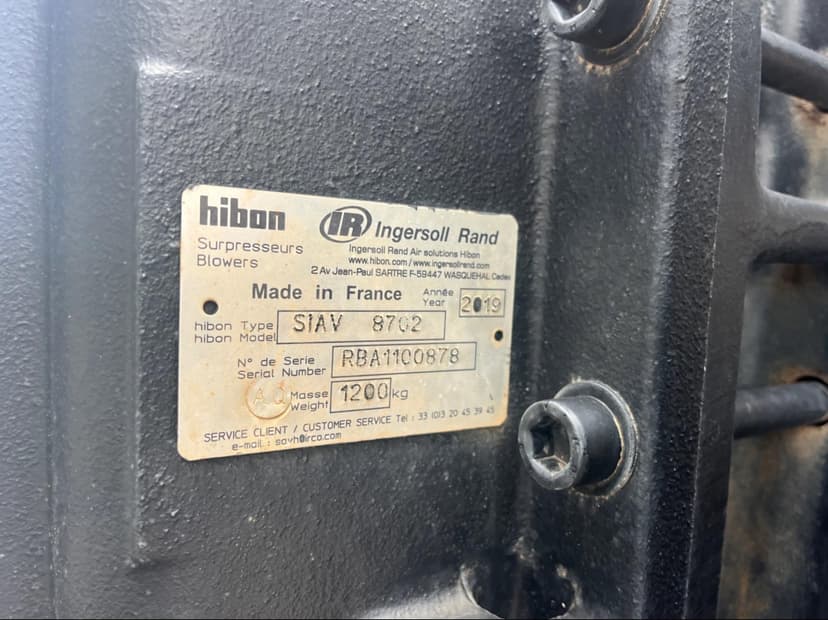 hibon
IR Ingersoll Rand
Surpresseurs
Blowers
Ingersoll Rand Air solutions Hibon
www.hibon.com / www.ingersollrand.com
2 Av Jean-Paul SARTRE F-59447 WASQUEHAL Cedex
Made in France
Année
Year
2019
hibon Type
hibon Model
SIAV 8702
N° de Serie
Serial Number
RBA1100878
A.Q
Masse
Weight
1200 kg
SERVICE CLIENT / CUSTOMER SERVICE Tel : 33 (0)3 20 45 39 45
e-mail : savh@irco.com